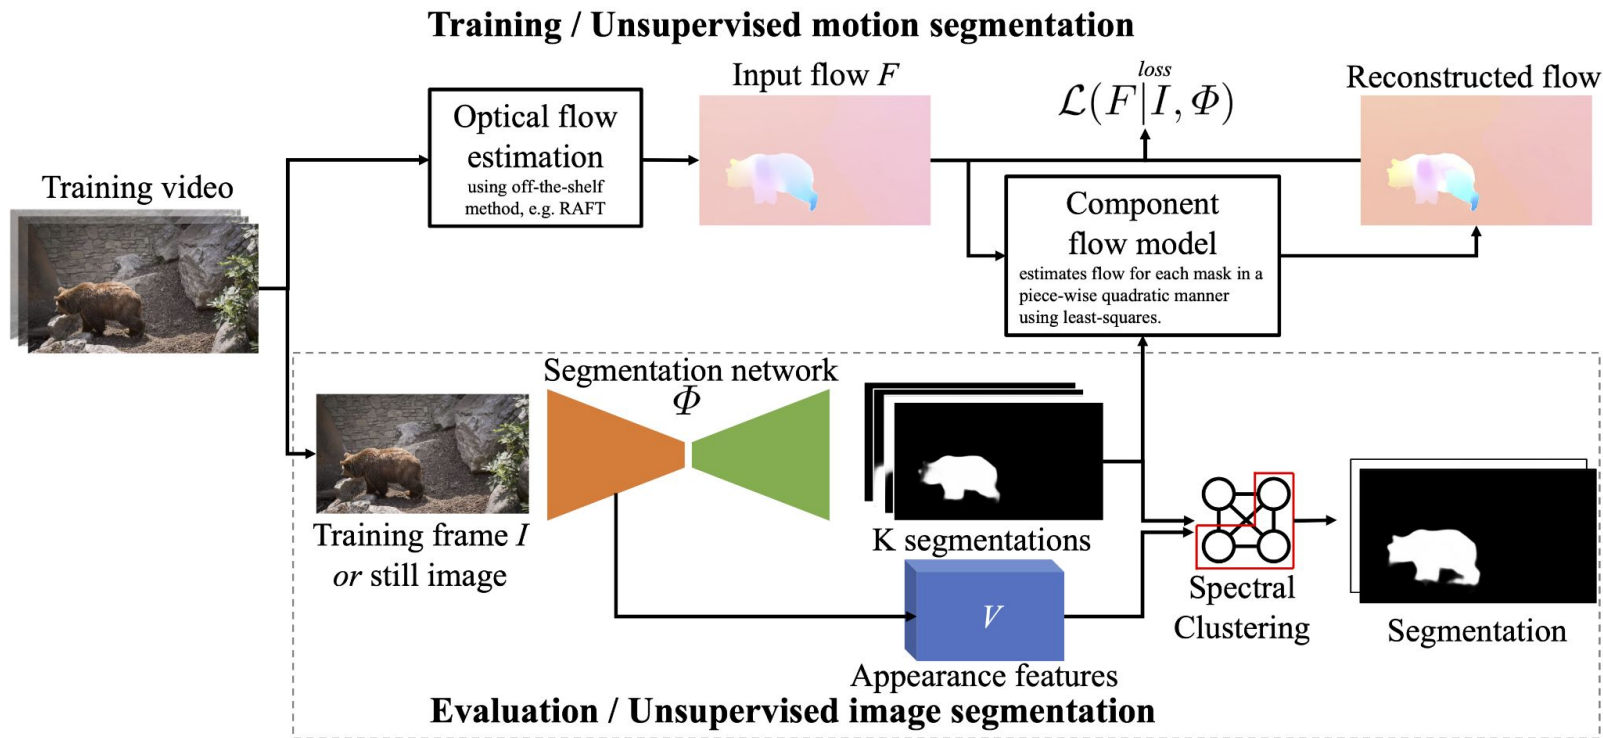 Training / Unsupervised motion segmentation
Training video
Optical flow
estimation
using off-the-shelf
method, e.g. RAFT
Input flow F
loss
ℒ(F|I, Φ)
Reconstructed flow
Component
flow model
estimates flow for each mask in a
piece-wise quadratic manner
using least-squares.
Segmentation network
Φ
Training frame I
or still image
K segmentations
V
Appearance features
Spectral
Clustering
Segmentation
Evaluation / Unsupervised image segmentation